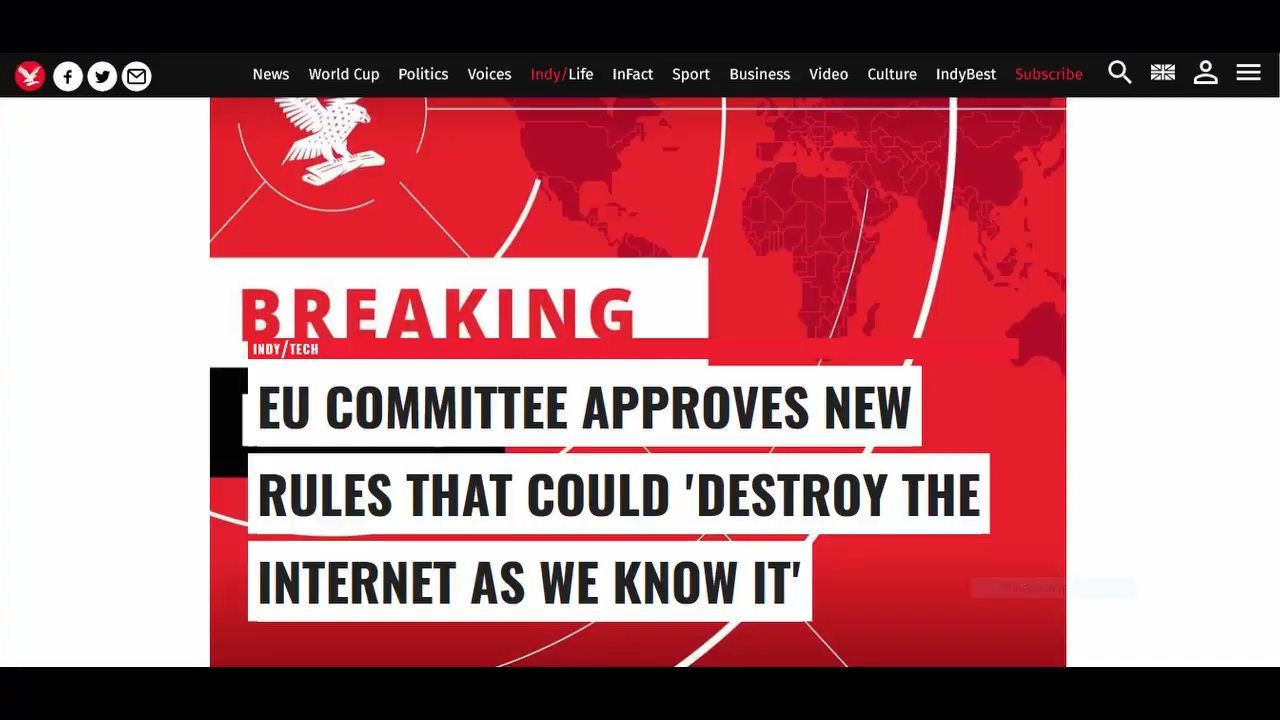 News World Cup Politics Voices Indy/Life InFact Sport Business Video Culture IndyBest Subscribe
BREAKING
INDY/TECH
EU COMMITTEE APPROVES NEW
RULES THAT COULD 'DESTROY THE
INTERNET AS WE KNOW IT'